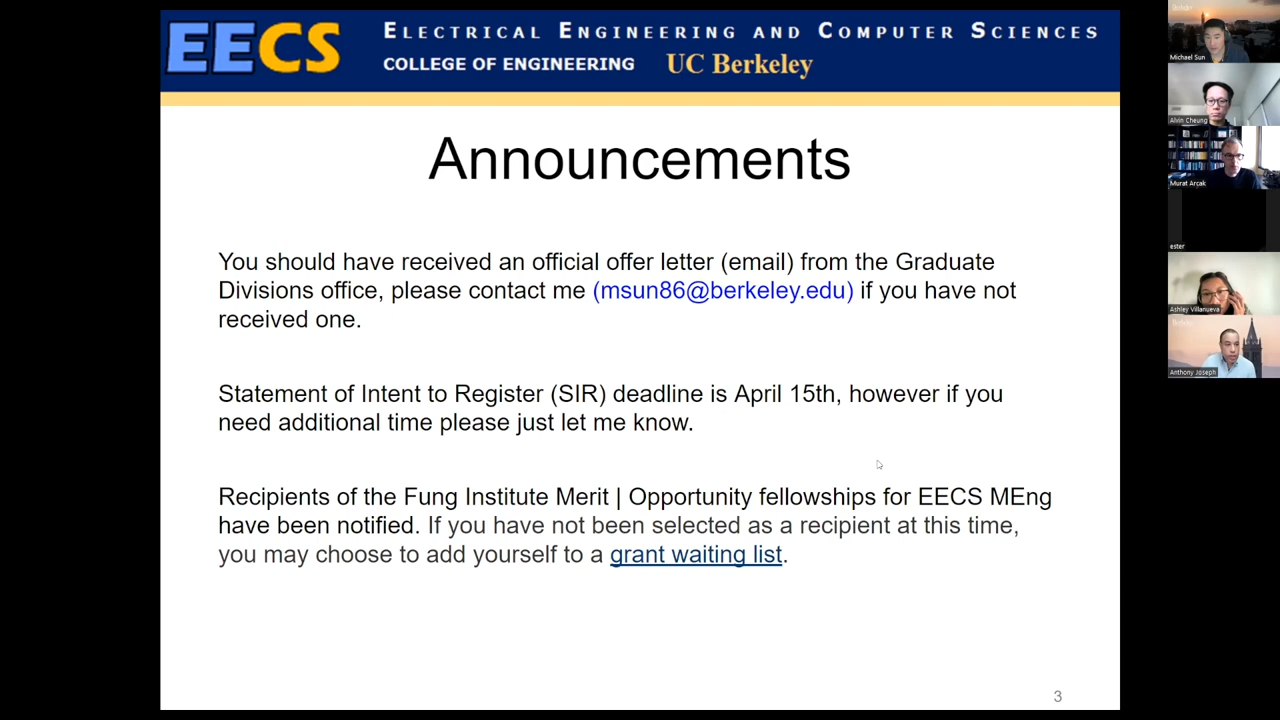 EECS
ELECTRICAL ENGINEERING AND COMPUTER SCIENCES
COLLEGE OF ENGINEERING UC Berkeley
Announcements
You should have received an official offer letter (email) from the Graduate
Divisions office, please contact me (msun86@berkeley.edu) if you have not
received one.
Statement of Intent to Register (SIR) deadline is April 15th, however if you
need additional time please just let me know.
Recipients of the Fung Institute Merit | Opportunity fellowships for EECS MEng
have been notified. If you have not been selected as a recipient at this time,
you may choose to add yourself to a grant waiting list.
3
Michael Sun
Alvin Cheung
Murat Arcak
ester
Ashley Villanueva
Anthony Joseph